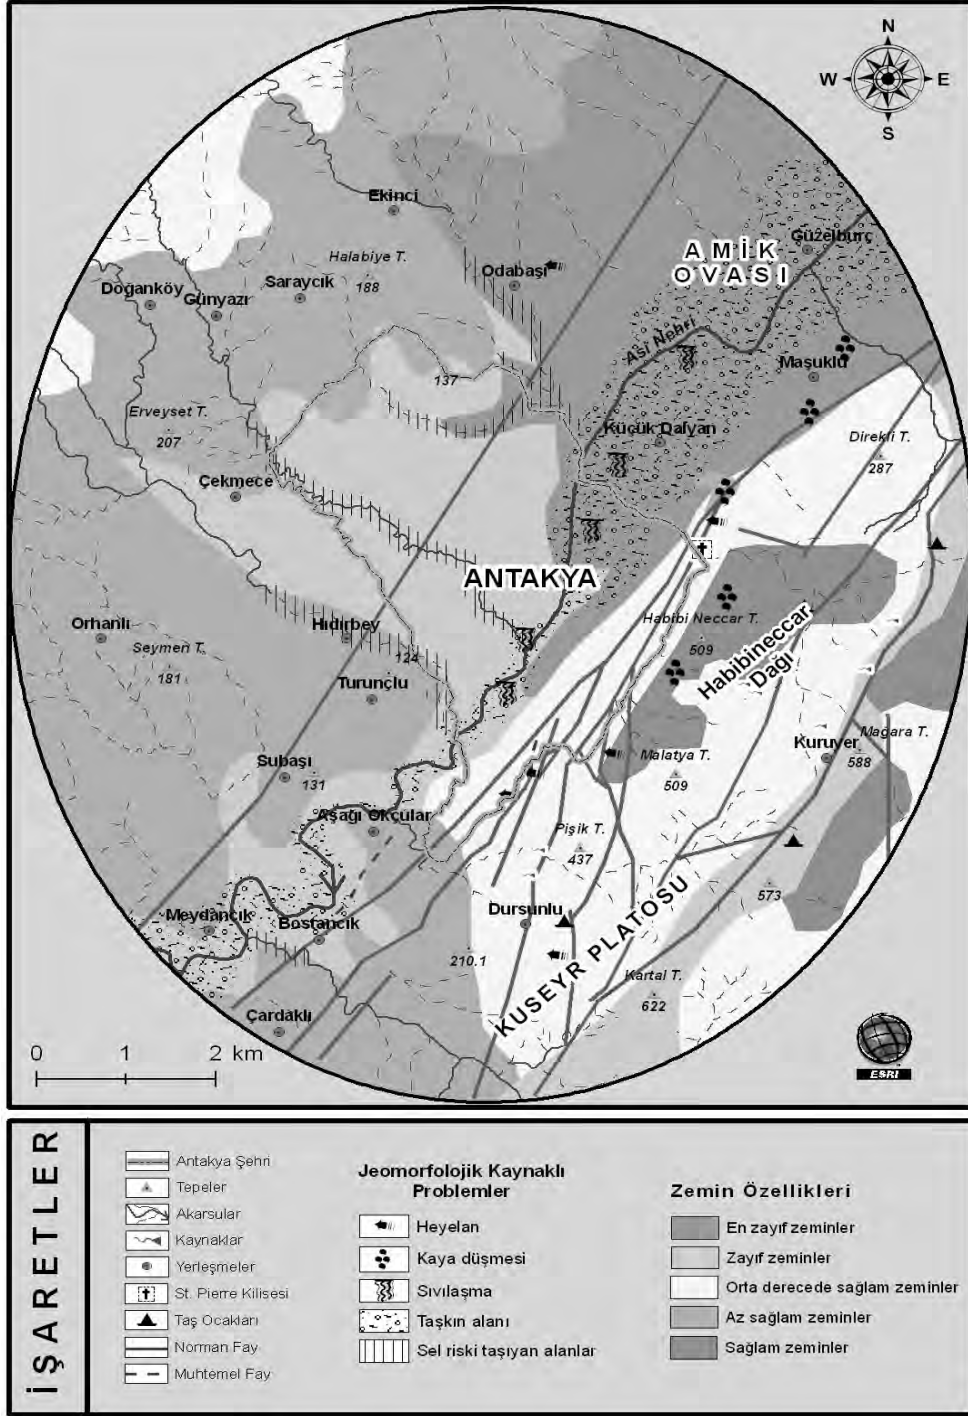 N
W E
S
Ekinci
AMİK
OVASI
Güzelburç
Halabiye T.
188
Odabaşı
Saraycık
Doğanköy
Günyazı
Asi Nehri
Maşuklu
137
Erveyset T.
207
Küçük Dalyan
Direkli T.
287
Çekmece
ANTAKYA
Habibi Neccar T.
509
Habibineccar
Dağı
Orhanlı
Seymen T.
181
Hıdırbey
124
Turunçlu
Mağara T.
588
Kuruyer
Malatya T.
509
Subaşı
131
Aşağı Okçular
Pişik T.
437
573
Meydancık
Bostancık
Dursunlu
KUSEYR PLATOSU
210.1
Kartal T.
622
Çardaklı
0 1 2 km
ESRI
İŞARETLER
Antakya Şehri
Tepeler
Akarsular
Kaynaklar
Yerleşmeler
St. Pierre Kilisesi
Taş Ocakları
Norman Fay
Muhtemel Fay
Jeomorfolojik Kaynaklı
Problemler
Heyelan
Kaya düşmesi
Sıvılaşma
Taşkın alanı
Sel riski taşıyan alanlar
Zemin Özellikleri
En zayıf zeminler
Zayıf zeminler
Orta derecede sağlam zeminler
Az sağlam zeminler
Sağlam zeminler